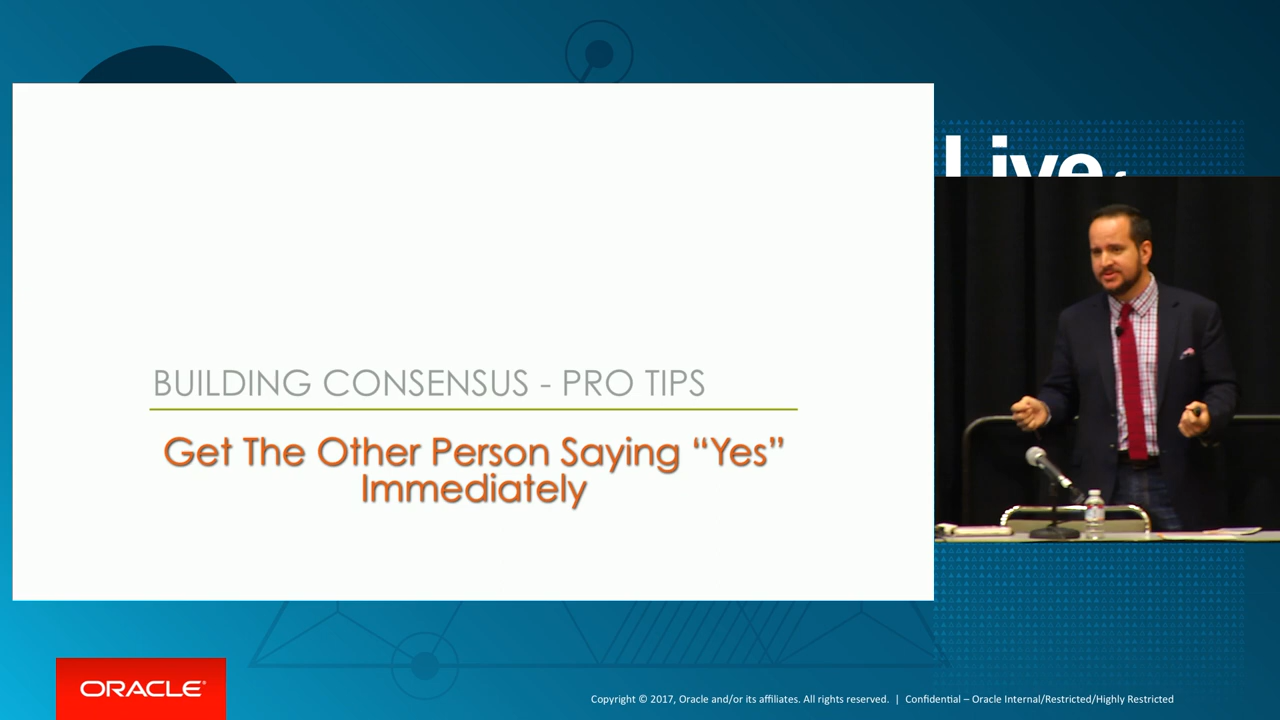 Live
BUILDING CONSENSUS - PRO TIPS
Get The Other Person Saying “Yes”
Immediately
ORACLE®
Copyright © 2017, Oracle and/or its affiliates. All rights reserved. | Confidential – Oracle Internal/Restricted/Highly Restricted